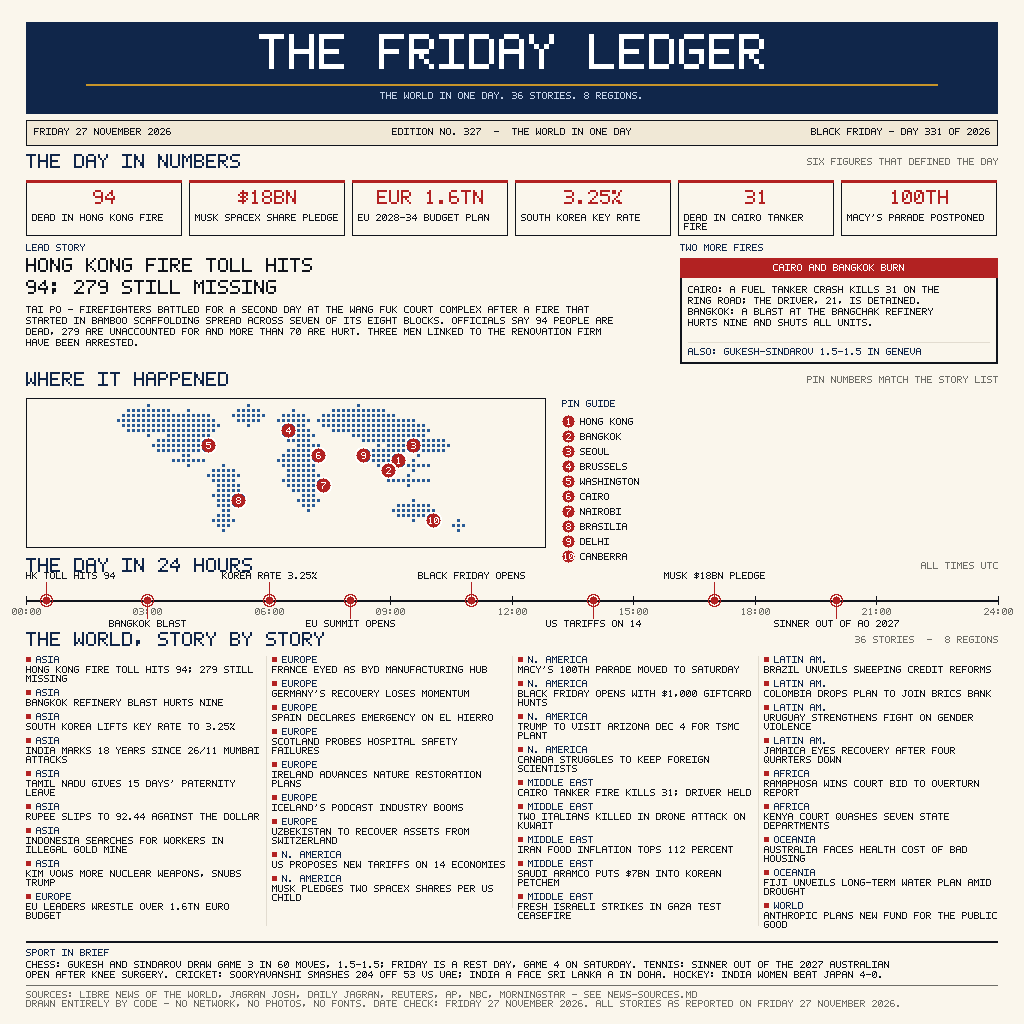 THE FRIDAY LEDGER
THE WORLD IN ONE DAY. 36 STORIES. 8 REGIONS.
FRIDAY 27 NOVEMBER 2026
EDITION NO. 327 - THE WORLD IN ONE DAY
BLACK FRIDAY - DAY 331 OF 2026
THE DAY IN NUMBERS
SIX FIGURES THAT DEFINED THE DAY
94
DEAD IN HONG KONG FIRE
$18BN
MUSK SPACEX SHARE PLEDGE
EUR 1.6TN
EU 2028-34 BUDGET PLAN
3.25%
SOUTH KOREA KEY RATE
31
DEAD IN CAIRO TANKER
FIRE
100TH
MACY'S PARADE POSTPONED
LEAD STORY
HONG KONG FIRE TOLL HITS
94; 279 STILL MISSING
TAI PO - FIREFIGHTERS BATTLED FOR A SECOND DAY AT THE WANG FUK COURT COMPLEX AFTER A FIRE THAT
STARTED IN BAMBOO SCAFFOLDING SPREAD ACROSS SEVEN OF ITS EIGHT BLOCKS. OFFICIALS SAY 94 PEOPLE ARE
DEAD, 279 ARE UNACCOUNTED FOR AND MORE THAN 70 ARE HURT. THREE MEN LINKED TO THE RENOVATION FIRM
HAVE BEEN ARRESTED.
TWO MORE FIRES
CAIRO AND BANGKOK BURN
CAIRO: A FUEL TANKER CRASH KILLS 31 ON THE
RING ROAD; THE DRIVER, 21, IS DETAINED.
BANGKOK: A BLAST AT THE BANGCHAK REFINERY
HURTS NINE AND SHUTS ALL UNITS.
ALSO: GUKESH-SINDAROV 1.5-1.5 IN GENEVA
WHERE IT HAPPENED
PIN NUMBERS MATCH THE STORY LIST
4
5
3
6
9
1
2
7
8
10
PIN GUIDE
1 HONG KONG
2 BANGKOK
3 SEOUL
4 BRUSSELS
5 WASHINGTON
6 CAIRO
7 NAIROBI
8 BRASILIA
9 DELHI
10 CANBERRA
THE DAY IN 24 HOURS
ALL TIMES UTC
HK TOLL HITS 94
KOREA RATE 3.25%
BLACK FRIDAY OPENS
MUSK $18BN PLEDGE
00:00
03:00
06:00
09:00
12:00
15:00
18:00
21:00
24:00
BANGKOK BLAST
EU SUMMIT OPENS
US TARIFFS ON 14
SINNER OUT OF AO 2027
THE WORLD, STORY BY STORY
36 STORIES - 8 REGIONS
ASIA
HONG KONG FIRE TOLL HITS 94; 279 STILL
MISSING
ASIA
BANGKOK REFINERY BLAST HURTS NINE
ASIA
SOUTH KOREA LIFTS KEY RATE TO 3.25%
ASIA
INDIA MARKS 18 YEARS SINCE 26/11 MUMBAI
ATTACKS
ASIA
TAMIL NADU GIVES 15 DAYS' PATERNITY
LEAVE
ASIA
RUPEE SLIPS TO 92.44 AGAINST THE DOLLAR
ASIA
INDONESIA SEARCHES FOR WORKERS IN
ILLEGAL GOLD MINE
ASIA
KIM VOWS MORE NUCLEAR WEAPONS, SNUBS
TRUMP
EUROPE
EU LEADERS WRESTLE OVER 1.6TN EURO
BUDGET
EUROPE
FRANCE EYED AS BYD MANUFACTURING HUB
EUROPE
GERMANY'S RECOVERY LOSES MOMENTUM
EUROPE
SPAIN DECLARES EMERGENCY ON EL HIERRO
EUROPE
SCOTLAND PROBES HOSPITAL SAFETY
FAILURES
EUROPE
IRELAND ADVANCES NATURE RESTORATION
PLANS
EUROPE
ICELAND'S PODCAST INDUSTRY BOOMS
EUROPE
UZBEKISTAN TO RECOVER ASSETS FROM
SWITZERLAND
N. AMERICA
US PROPOSES NEW TARIFFS ON 14 ECONOMIES
N. AMERICA
MUSK PLEDGES TWO SPACEX SHARES PER US
CHILD
N. AMERICA
MACY'S 100TH PARADE MOVED TO SATURDAY
N. AMERICA
BLACK FRIDAY OPENS WITH $1,000 GIFTCARD
HUNTS
N. AMERICA
TRUMP TO VISIT ARIZONA DEC 4 FOR TSMC
PLANT
N. AMERICA
CANADA STRUGGLES TO KEEP FOREIGN
SCIENTISTS
MIDDLE EAST
CAIRO TANKER FIRE KILLS 31; DRIVER HELD
MIDDLE EAST
TWO ITALIANS KILLED IN DRONE ATTACK ON
KUWAIT
MIDDLE EAST
IRAN FOOD INFLATION TOPS 112 PERCENT
MIDDLE EAST
SAUDI ARAMCO PUTS $7BN INTO KOREAN
PETCHEM
MIDDLE EAST
FRESH ISRAELI STRIKES IN GAZA TEST
CEASEFIRE
LATIN AM.
BRAZIL UNVEILS SWEEPING CREDIT REFORMS
LATIN AM.
COLOMBIA DROPS PLAN TO JOIN BRICS BANK
LATIN AM.
URUGUAY STRENGTHENS FIGHT ON GENDER
VIOLENCE
LATIN AM.
JAMAICA EYES RECOVERY AFTER FOUR
QUARTERS DOWN
AFRICA
RAMAPHOSA WINS COURT BID TO OVERTURN
REPORT
AFRICA
KENYA COURT QUASHES SEVEN STATE
DEPARTMENTS
OCEANIA
AUSTRALIA FACES HEALTH COST OF BAD
HOUSING
OCEANIA
FIJI UNVEILS LONG-TERM WATER PLAN AMID
DROUGHT
WORLD
ANTHROPIC PLANS NEW FUND FOR THE PUBLIC
GOOD
SPORT IN BRIEF
CHESS: GUKESH AND SINDAROV DRAW GAME 3 IN 60 MOVES, 1.5-1.5; FRIDAY IS A REST DAY, GAME 4 ON SATURDAY. TENNIS: SINNER OUT OF THE 2027 AUSTRALIAN
OPEN AFTER KNEE SURGERY. CRICKET: SOORYAVANSHI SMASHES 204 OFF 53 VS UAE; INDIA A FACE SRI LANKA A IN DOHA. HOCKEY: INDIA WOMEN BEAT JAPAN 4-0.
SOURCES: LIBRE NEWS OF THE WORLD, JAGRAN JOSH, DAILY JAGRAN, REUTERS, AP, NBC, MORNINGSTAR - SEE NEWS-SOURCES.MD
DRAWN ENTIRELY BY CODE - NO NETWORK, NO PHOTOS, NO FONTS. DATE CHECK: FRIDAY 27 NOVEMBER 2026. ALL STORIES AS REPORTED ON FRIDAY 27 NOVEMBER 2026.